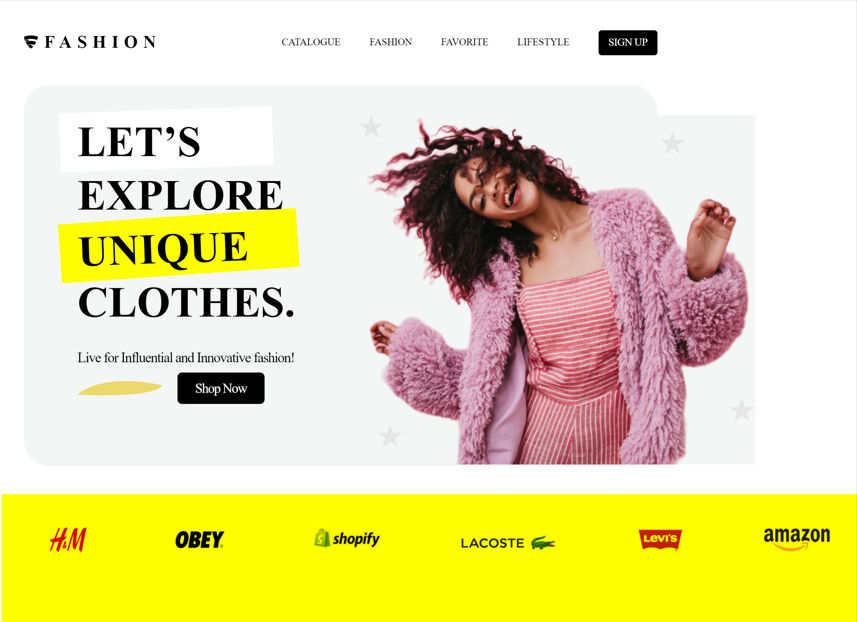 FASHION
CATALOGUE FASHION FAVORITE LIFESTYLE SIGN UP
LET’S
EXPLORE
UNIQUE
CLOTHES.
Live for Influential and Innovative fashion!
Shop Now
H&M OBEY. shopify LACOSTE LEVI'S amazon